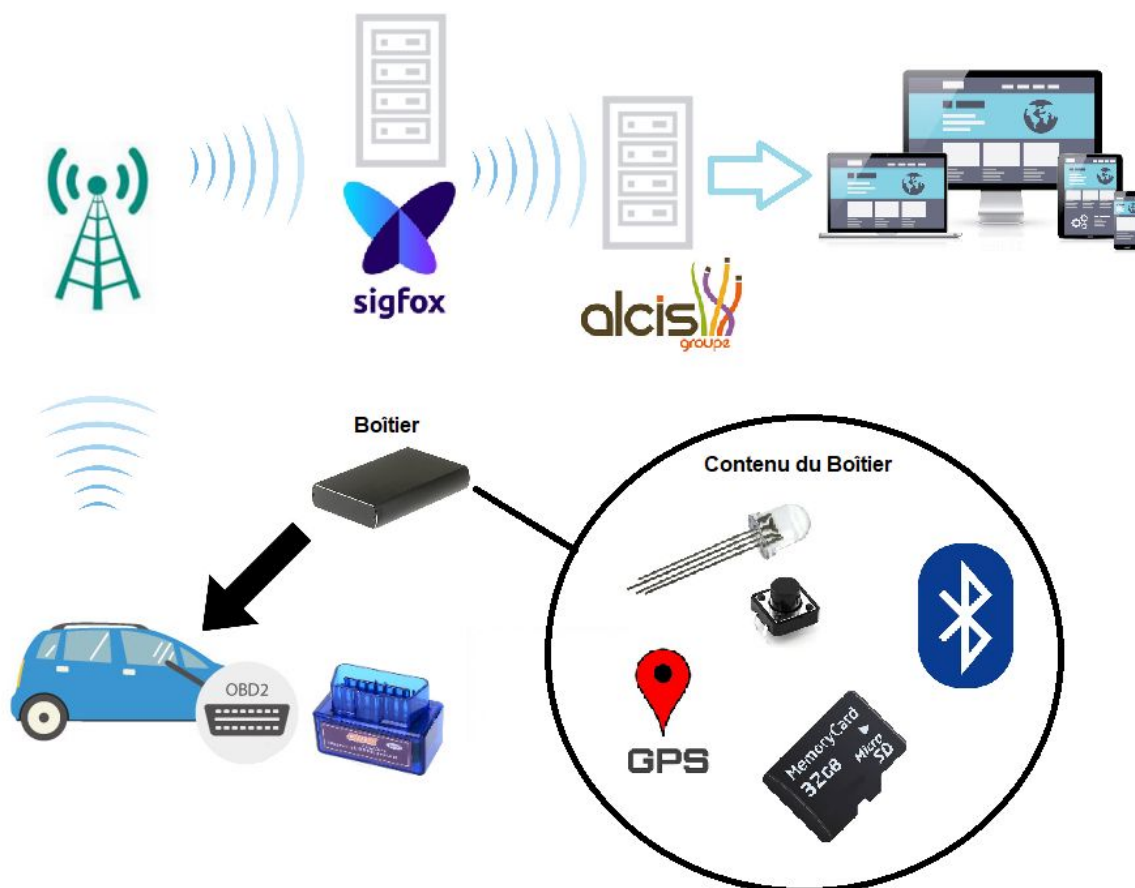 sigfox
alcis
groupe
Boîtier
Contenu du Boîtier
OBD2
GPS
MemoryCard
32GB
Micro
SD